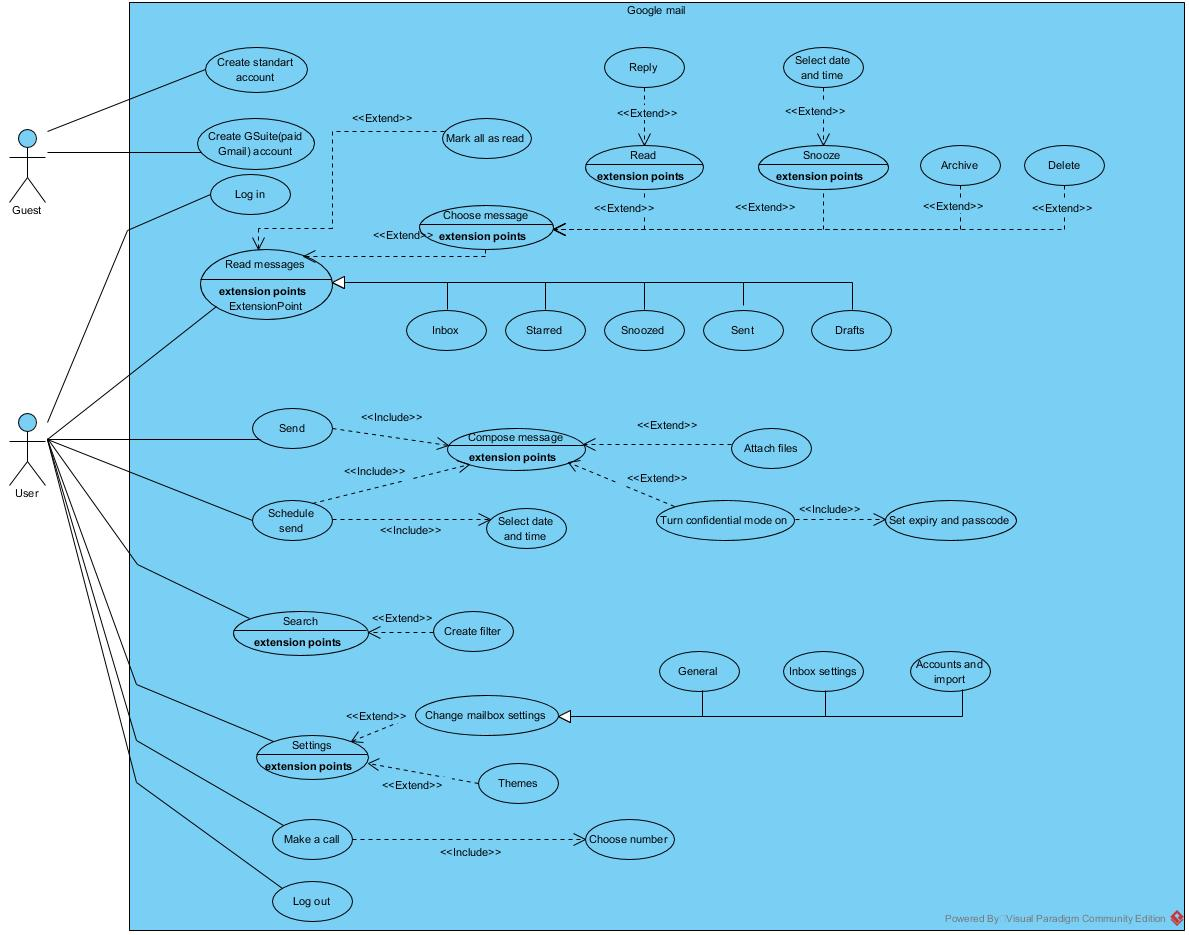 Google mail
Create standart
account
Reply
Select date
and time
<<Extend>>
<<Extend>>
<<Extend>>
Create GSuite(paid
Gmail) account
Mark all as read
Read
extension points
Snooze
extension points
Archive
Delete
Guest
Log in
<<Extend>>
<<Extend>>
<<Extend>>
<<Extend>>
Choose message
extension points
<<Extend>>
Read messages
extension points
ExtensionPoint
Inbox
Starred
Snoozed
Sent
Drafts
User
Send
<<Include>>
Compose message
extension points
<<Extend>>
Attach files
<<Include>>
<<Extend>>
Schedule
send
<<Include>>
Select date
and time
Turn confidential mode on
<<Include>>
Set expiry and passcode
Search
extension points
<<Extend>>
Create filter
General
Inbox settings
Accounts and
import
<<Extend>>
Change mailbox settings
Settings
extension points
<<Extend>>
Themes
Make a call
<<Include>>
Choose number
Log out
Powered By Visual Paradigm Community Edition